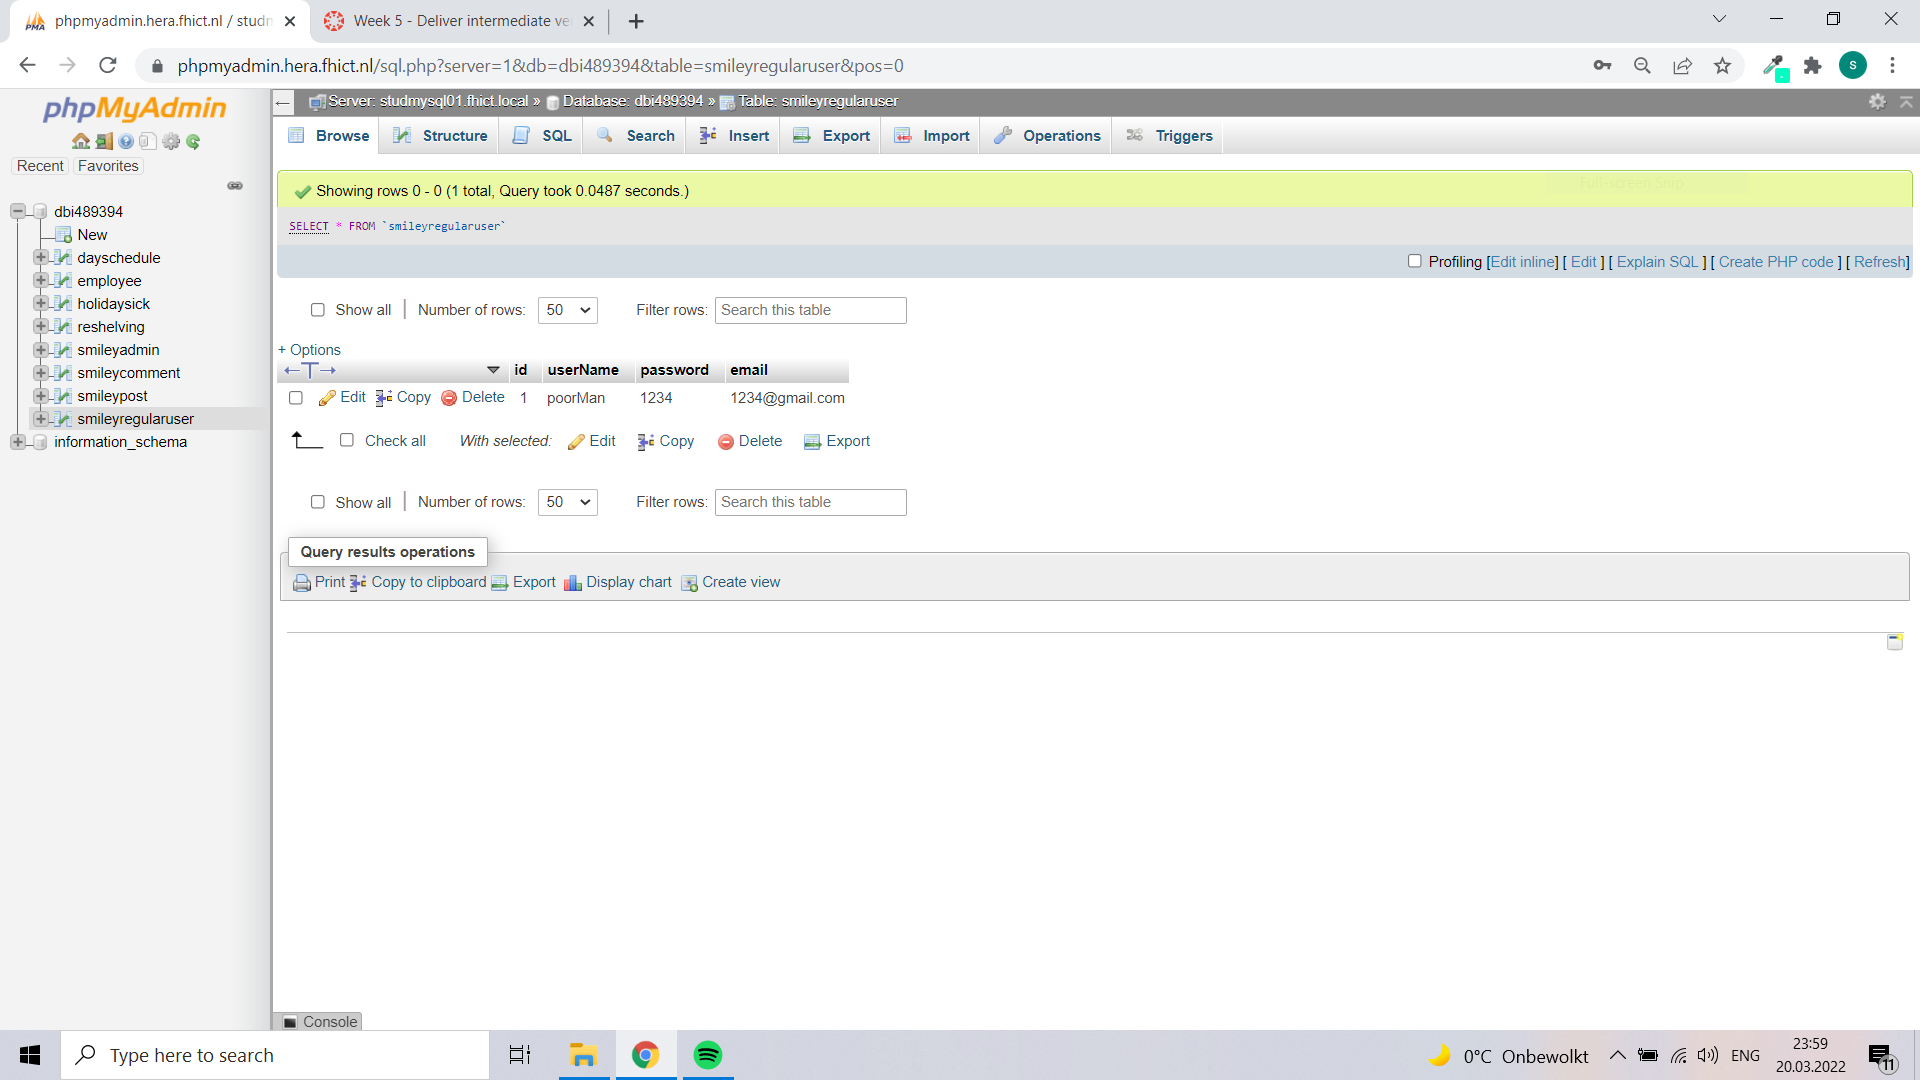 phpmyadmin.hera.fhict.nl / studm
Week 5 - Deliver intermediate ve
phpmyadmin.hera.fhict.nl/sql.php?server=1&db=dbi489394&table=smileyregularuser&pos=0
S
phpMyAdmin
Recent Favorites
dbi489394
New
dayschedule
employee
holidaysick
reshelving
smileyadmin
smileycomment
smileypost
smileyregularuser
information_schema
Server: studmysql01.fhict.local » Database: dbi489394 » Table: smileyregularuser
Browse Structure SQL Search Insert Export Import Operations Triggers
Showing rows 0 - 0 (1 total, Query took 0.0487 seconds.)
Full-screen Snip
SELECT * FROM `smileyregularuser`
Profiling [Edit inline] [ Edit ] [ Explain SQL ] [ Create PHP code ] [ Refresh]
Show all | Number of rows: 50 Filter rows: Search this table
+ Options
←T→ id userName password email
Edit Copy Delete 1 poorMan 1234 1234@gmail.com
Check all With selected: Edit Copy Delete Export
Show all | Number of rows: 50 Filter rows: Search this table
Query results operations
Print Copy to clipboard Export Display chart Create view
Console
Type here to search
0°C Onbewolkt
ENG
23:59
20.03.2022
11